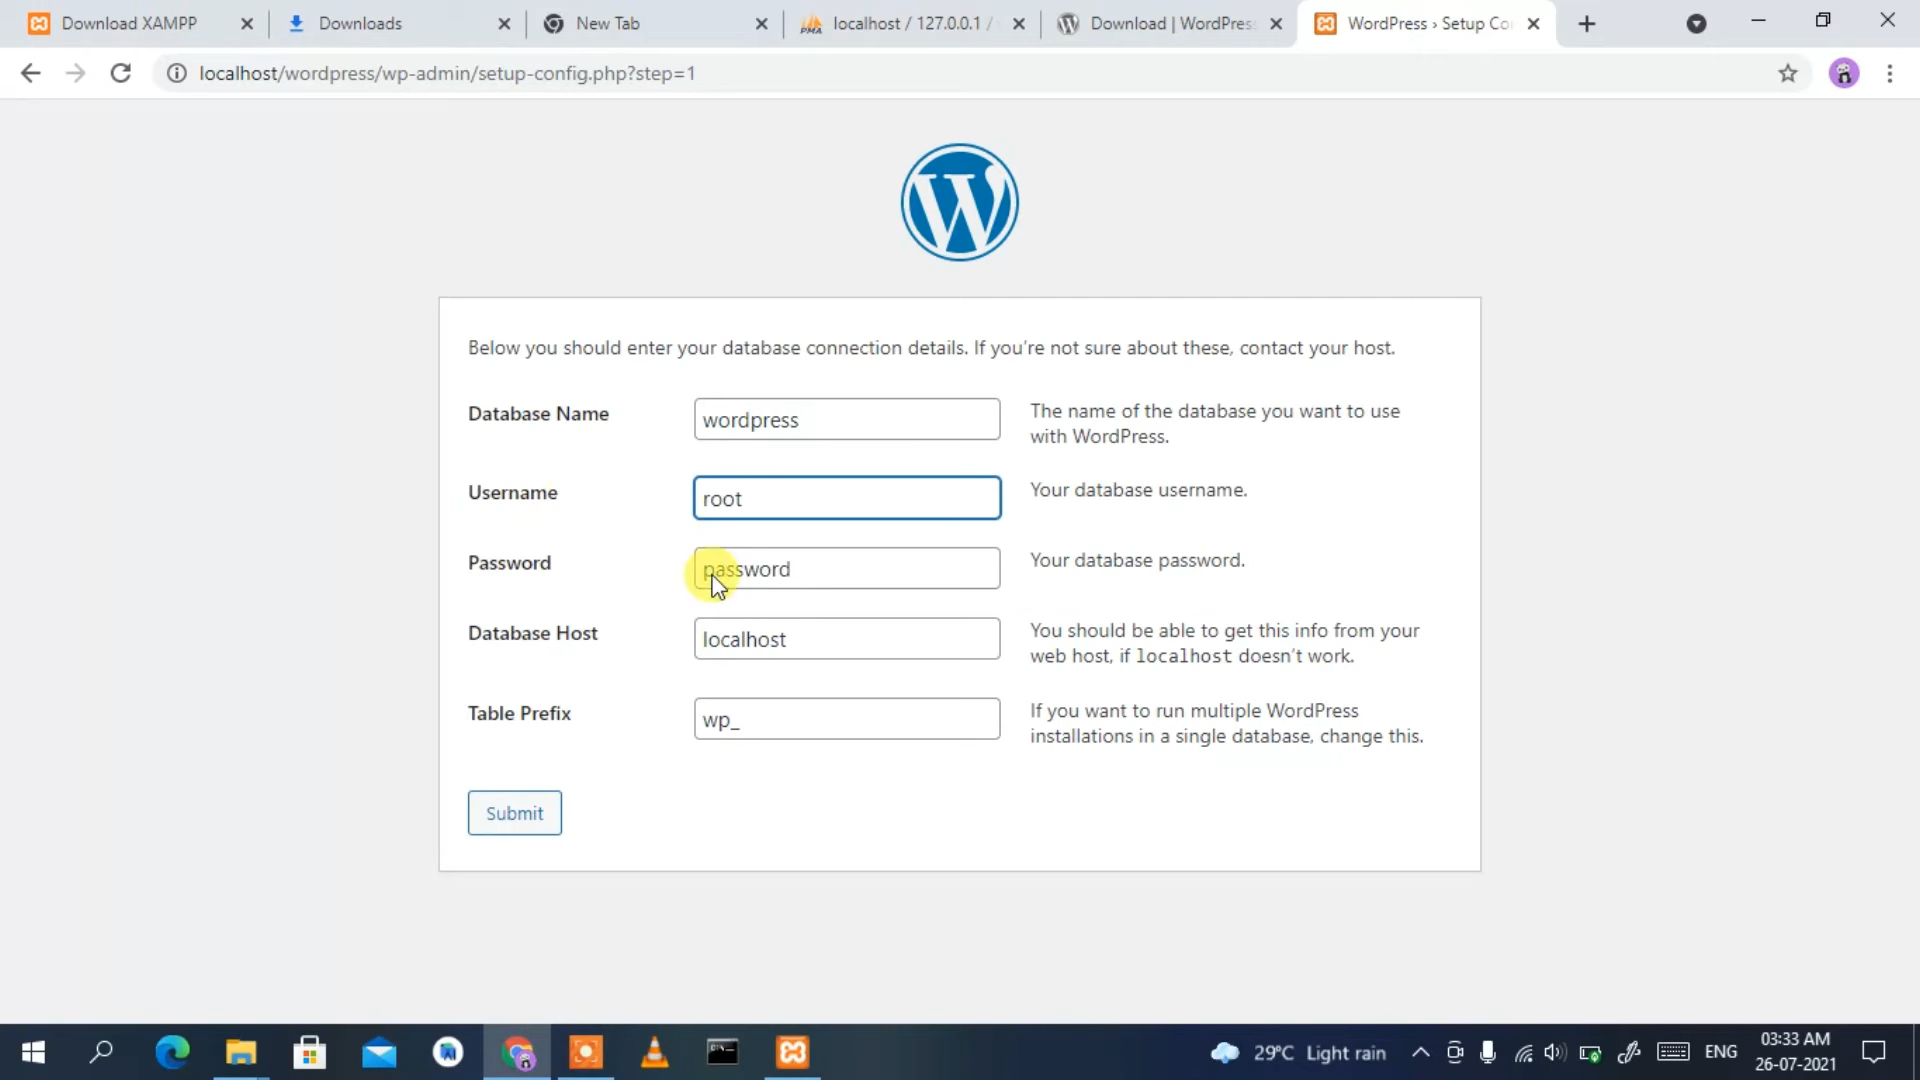 Download XAMPP
Downloads
New Tab
localhost / 127.0.0.1 /
Download | WordPress
WordPress › Setup Co
localhost/wordpress/wp-admin/setup-config.php?step=1
Below you should enter your database connection details. If you’re not sure about these, contact your host.
Database Name
wordpress
The name of the database you want to use
with WordPress.
Username
root
Your database username.
Password
password
Your database password.
Database Host
localhost
You should be able to get this info from your
web host, if localhost doesn’t work.
Table Prefix
wp_
If you want to run multiple WordPress
installations in a single database, change this.
Submit
29°C Light rain
ENG
03:33 AM
26-07-2021